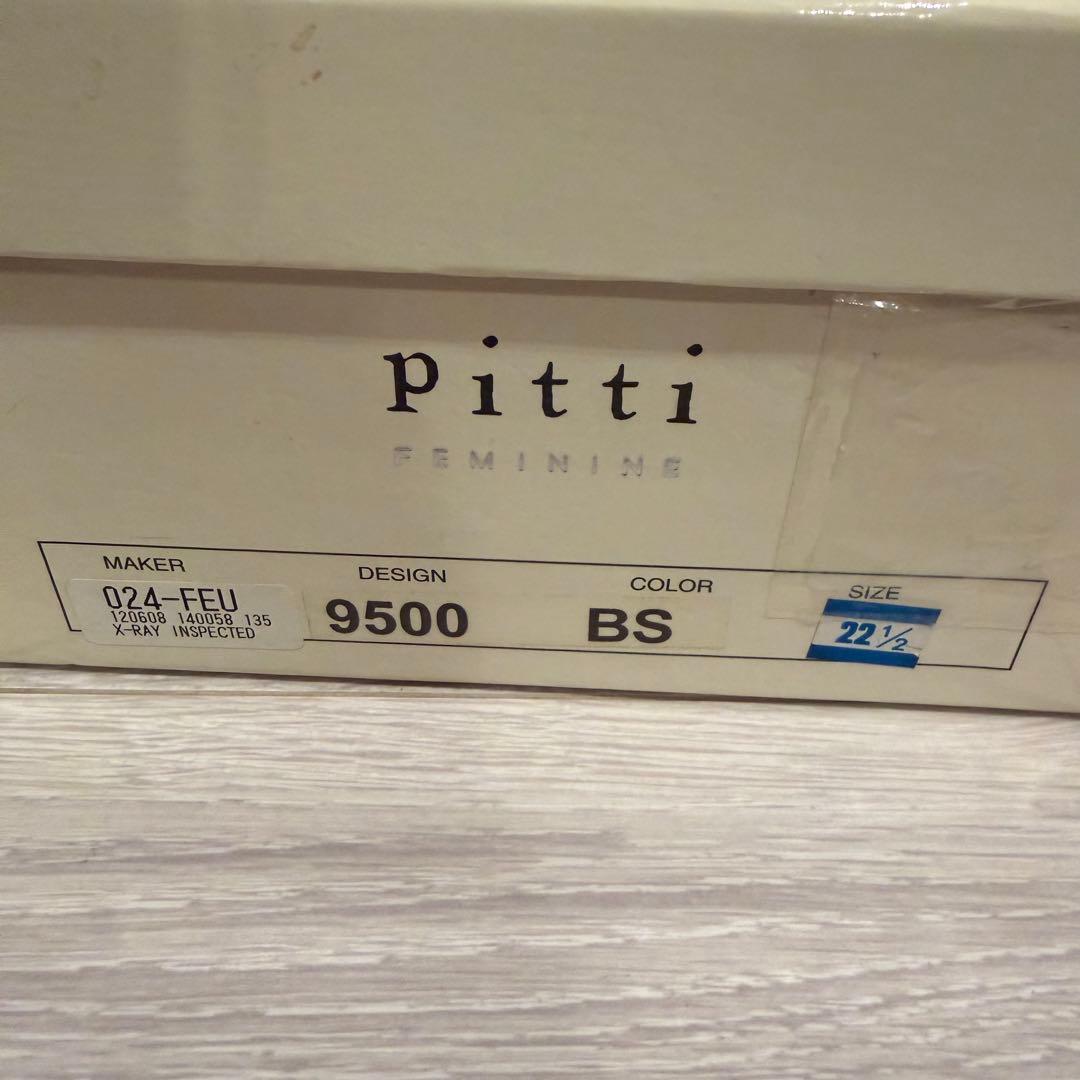 pitti
FEMININE
MAKER DESIGN COLOR SIZE
024-FEU 9500 BS 22 1/2
120608 140058 135
X-RAY INSPECTED